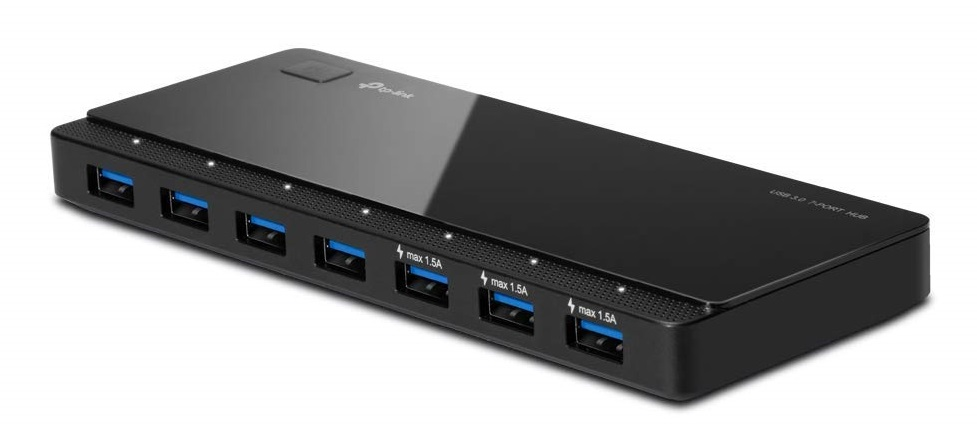 tp-link
USB 3.0 7-PORT HUB
max 1.5A
max 1.5A
max 1.5A